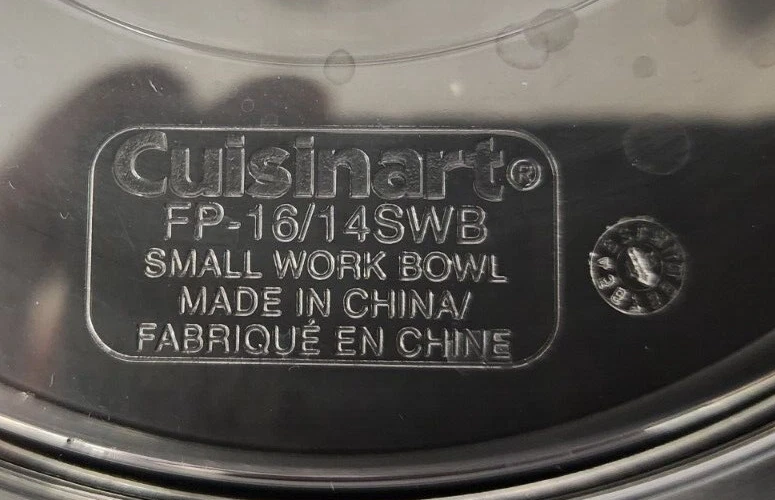 Cuisinart®
FP-16/14SWB
SMALL WORK BOWL
MADE IN CHINA/
FABRIQUÉ EN CHINE